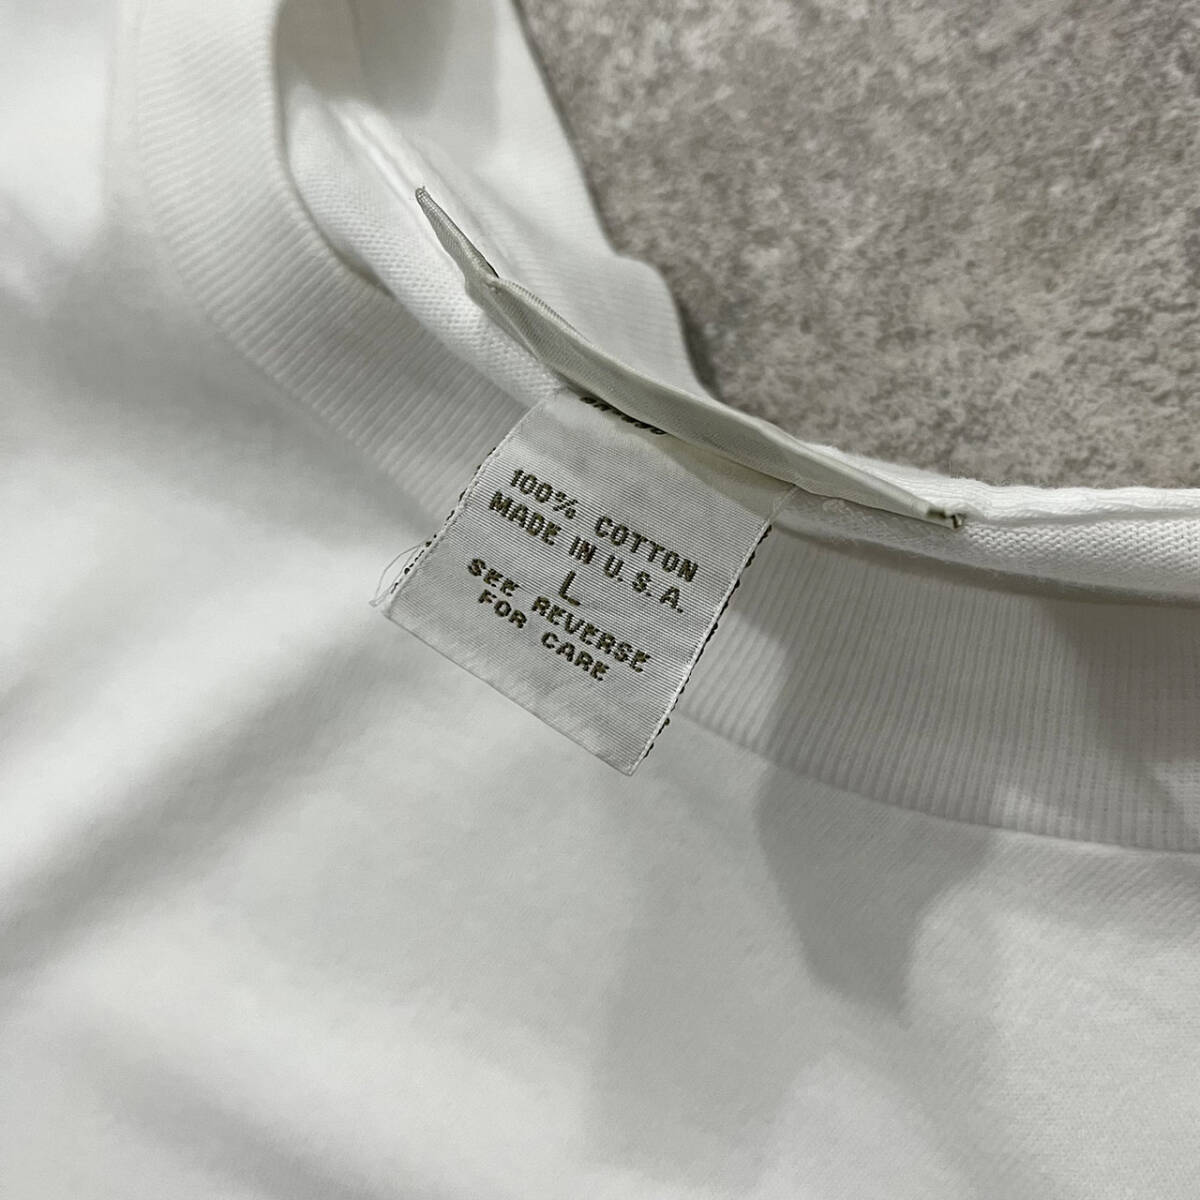 100% COTTON
MADE IN U.S.A.
L
SEE REVERSE
FOR CARE